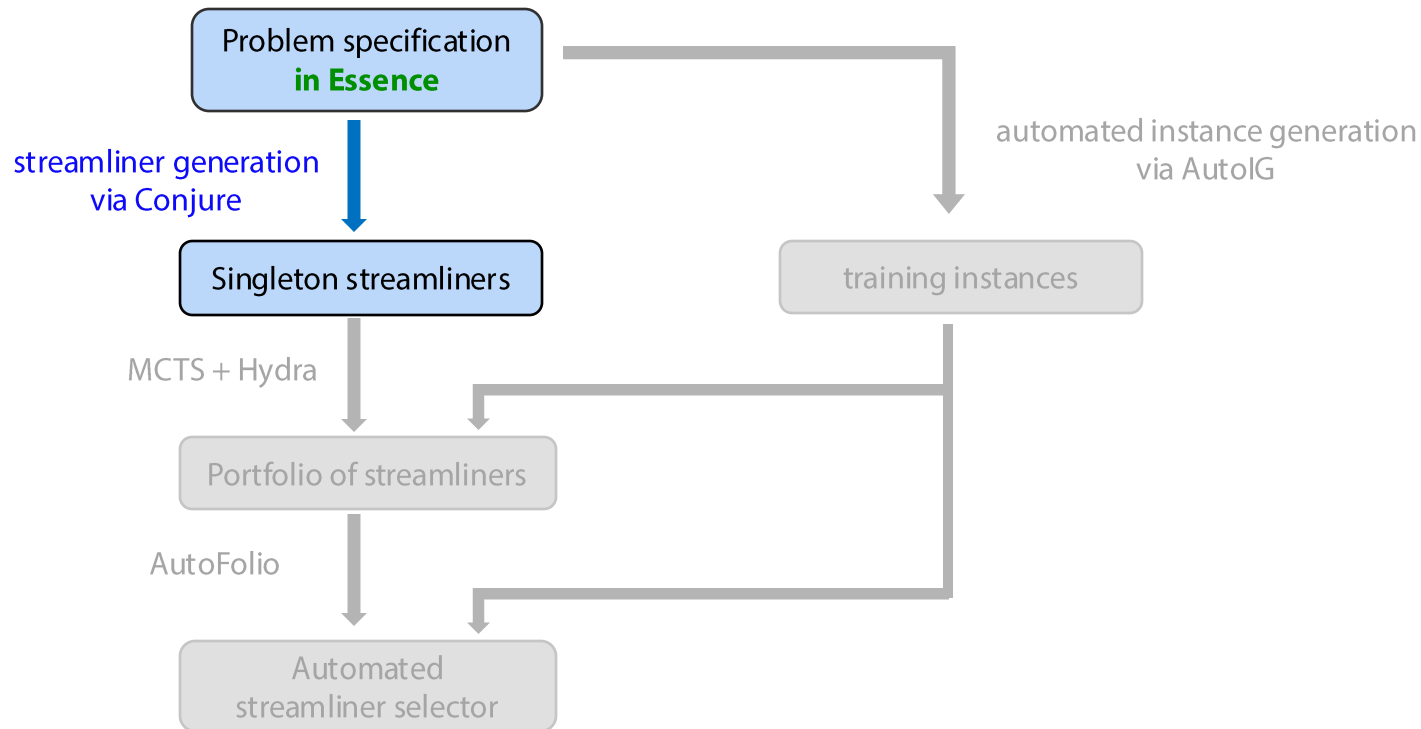 Problem specification
in Essence
streamliner generation
via Conjure
automated instance generation
via AutoIG
Singleton streamliners
training instances
MCTS + Hydra
Portfolio of streamliners
AutoFolio
Automated
streamliner selector